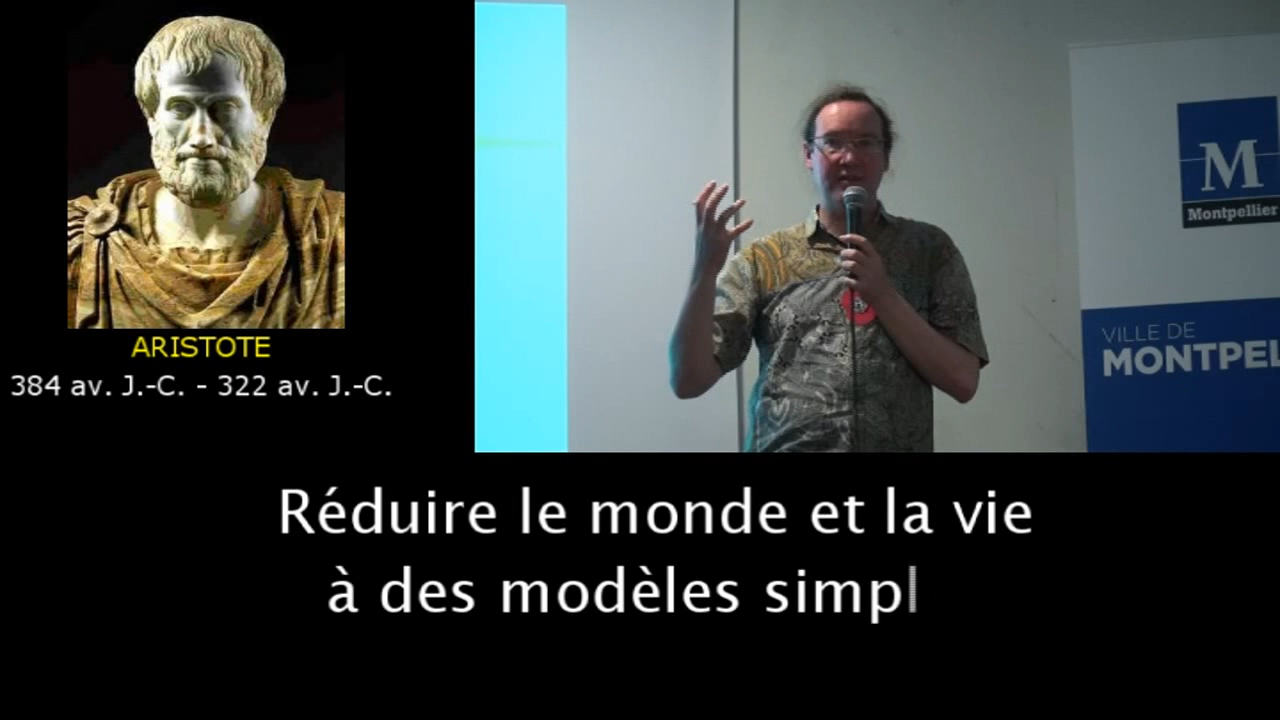 ARISTOTE
384 av. J.-C. - 322 av. J.-C.
M
Montpellier
VILLE DE
MONTPEL
Réduire le monde et la vie
à des modèles simpl